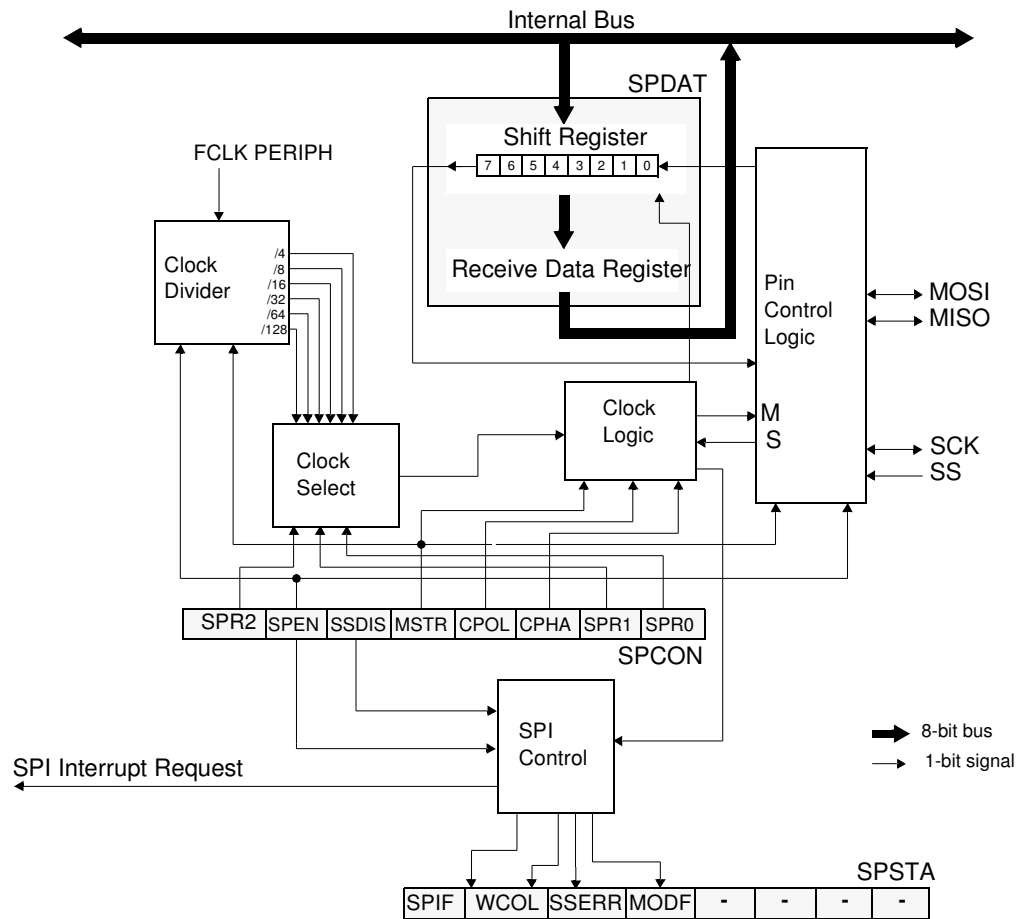 Internal Bus
SPDAT
Shift Register
7 6 5 4 3 2 1 0
FCLK PERIPH
Clock
Divider
/4
/8
/16
/32
/64
/128
Receive Data Register
Pin
Control
Logic
MOSI
MISO
Clock
Logic
M
S
SCK
SS
Clock
Select
SPR2 SPEN SSDIS MSTR CPOL CPHA SPR1 SPR0
SPCON
SPI
Control
8-bit bus
1-bit signal
SPI Interrupt Request
SPSTA
SPIF WCOL SSERR MODF - - - -